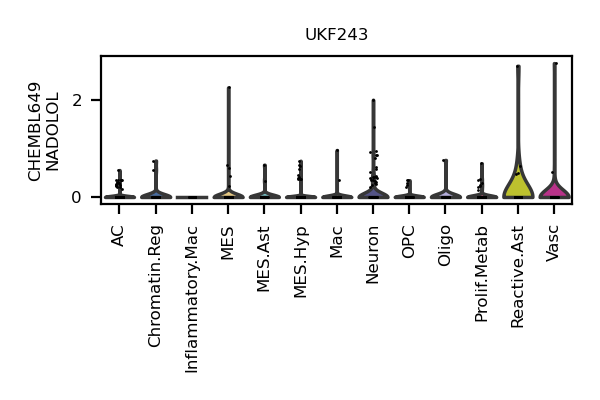 UKF243
CHEMBL649
NADOLOL
2
0
AC
Chromatin.Reg
Inflammatory.Mac
MES
MES.Ast
MES.Hyp
Mac
Neuron
OPC
Oligo
Prolif.Metab
Reactive.Ast
Vasc